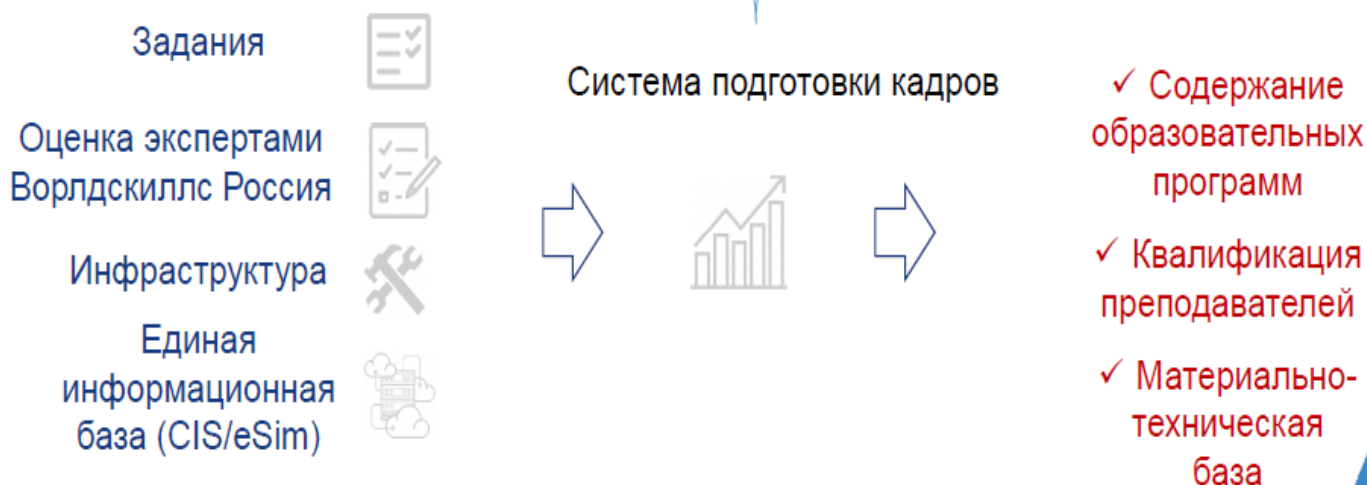 Задания
Оценка экспертами
Ворлдскиллс Россия
Инфраструктура
Единая
информационная
база (CIS/eSim)
Система подготовки кадров
✓ Содержание
образовательных
программ
✓ Квалификация
преподавателей
✓ Материально-
техническая
база